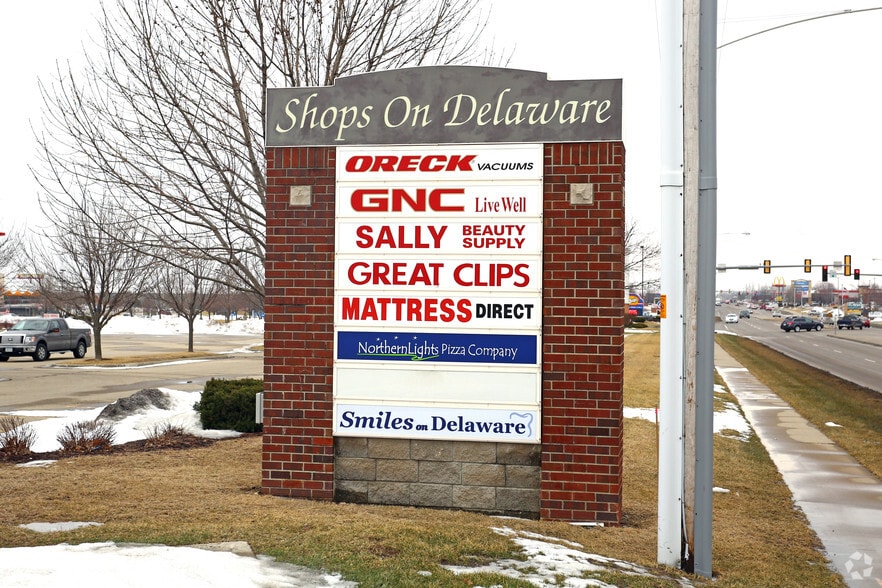 Shops On Delaware
ORECK VACUUMS
GNC Live Well
SALLY BEAUTY SUPPLY
GREAT CLIPS
MATTRESS DIRECT
NorthernLights Pizza Company
Smiles on Delaware